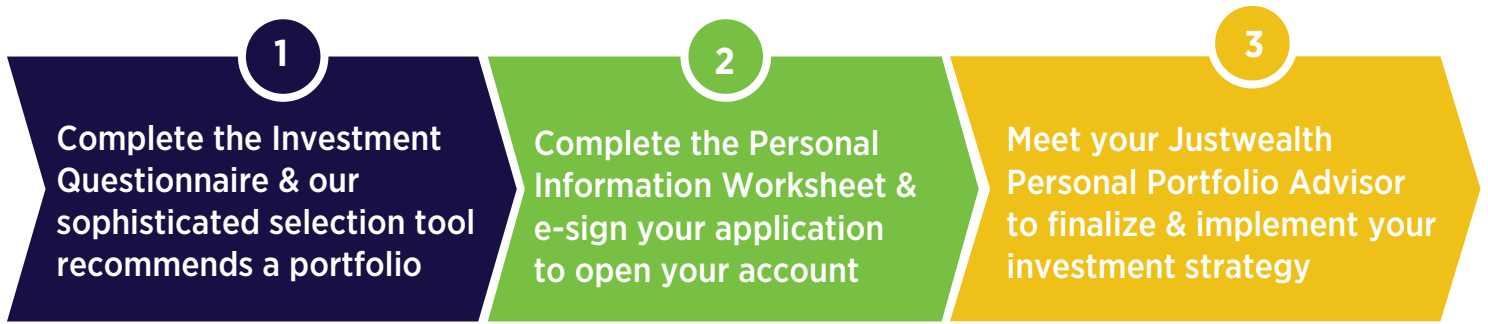 1
Complete the Investment
Questionnaire & our
sophisticated selection tool
recommends a portfolio
2
Complete the Personal
Information Worksheet &
e-sign your application
to open your account
3
Meet your Justwealth
Personal Portfolio Advisor
to finalize & implement your
investment strategy